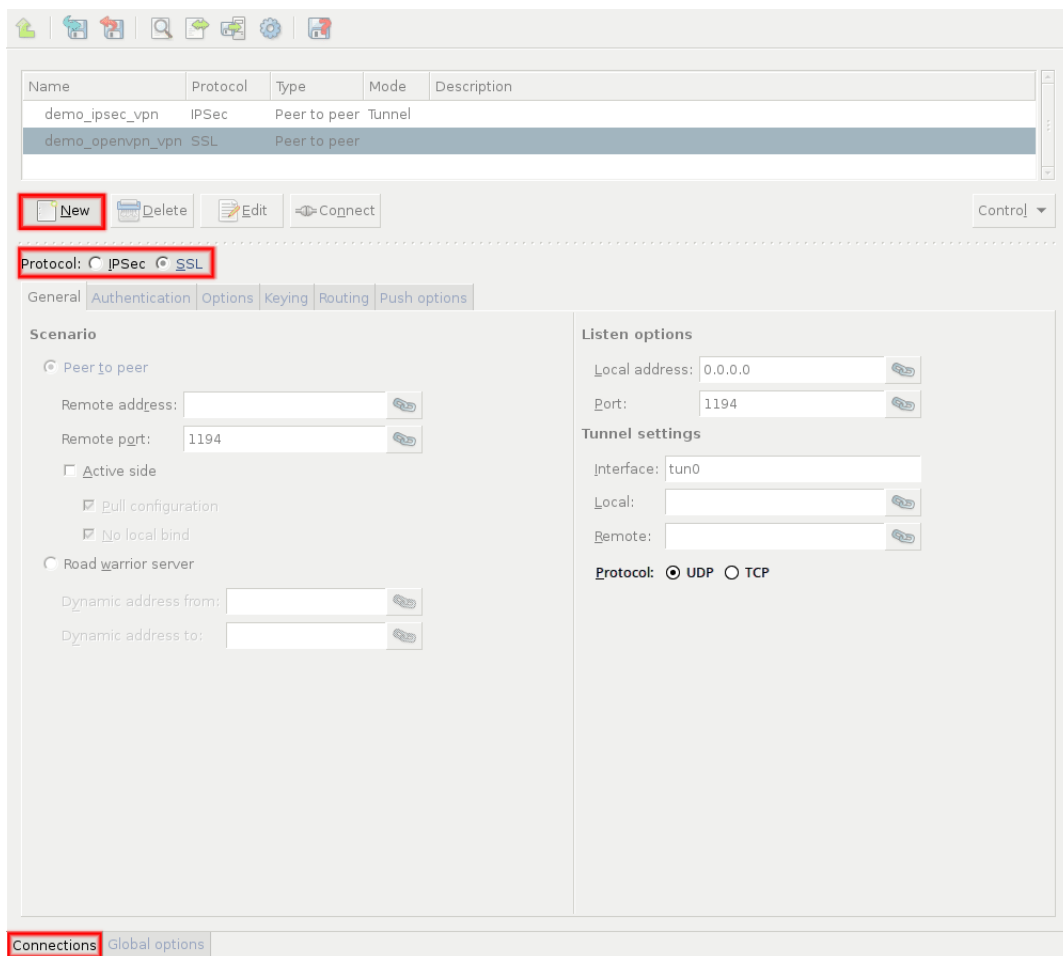 Name Protocol Type Mode Description
demo_ipsec_vpn IPSec Peer to peer Tunnel
demo_openvpn_vpn SSL Peer to peer
New Delete Edit Connect Control
Protocol: IPSec SSL
General Authentication Options Keying Routing Push options
Scenario
Peer to peer
Remote address:
Remote port: 1194
Active side
Pull configuration
No local bind
Road warrior server
Dynamic address from:
Dynamic address to:
Listen options
Local address: 0.0.0.0
Port: 1194
Tunnel settings
Interface: tun0
Local:
Remote:
Protocol: UDP TCP
Connections Global options